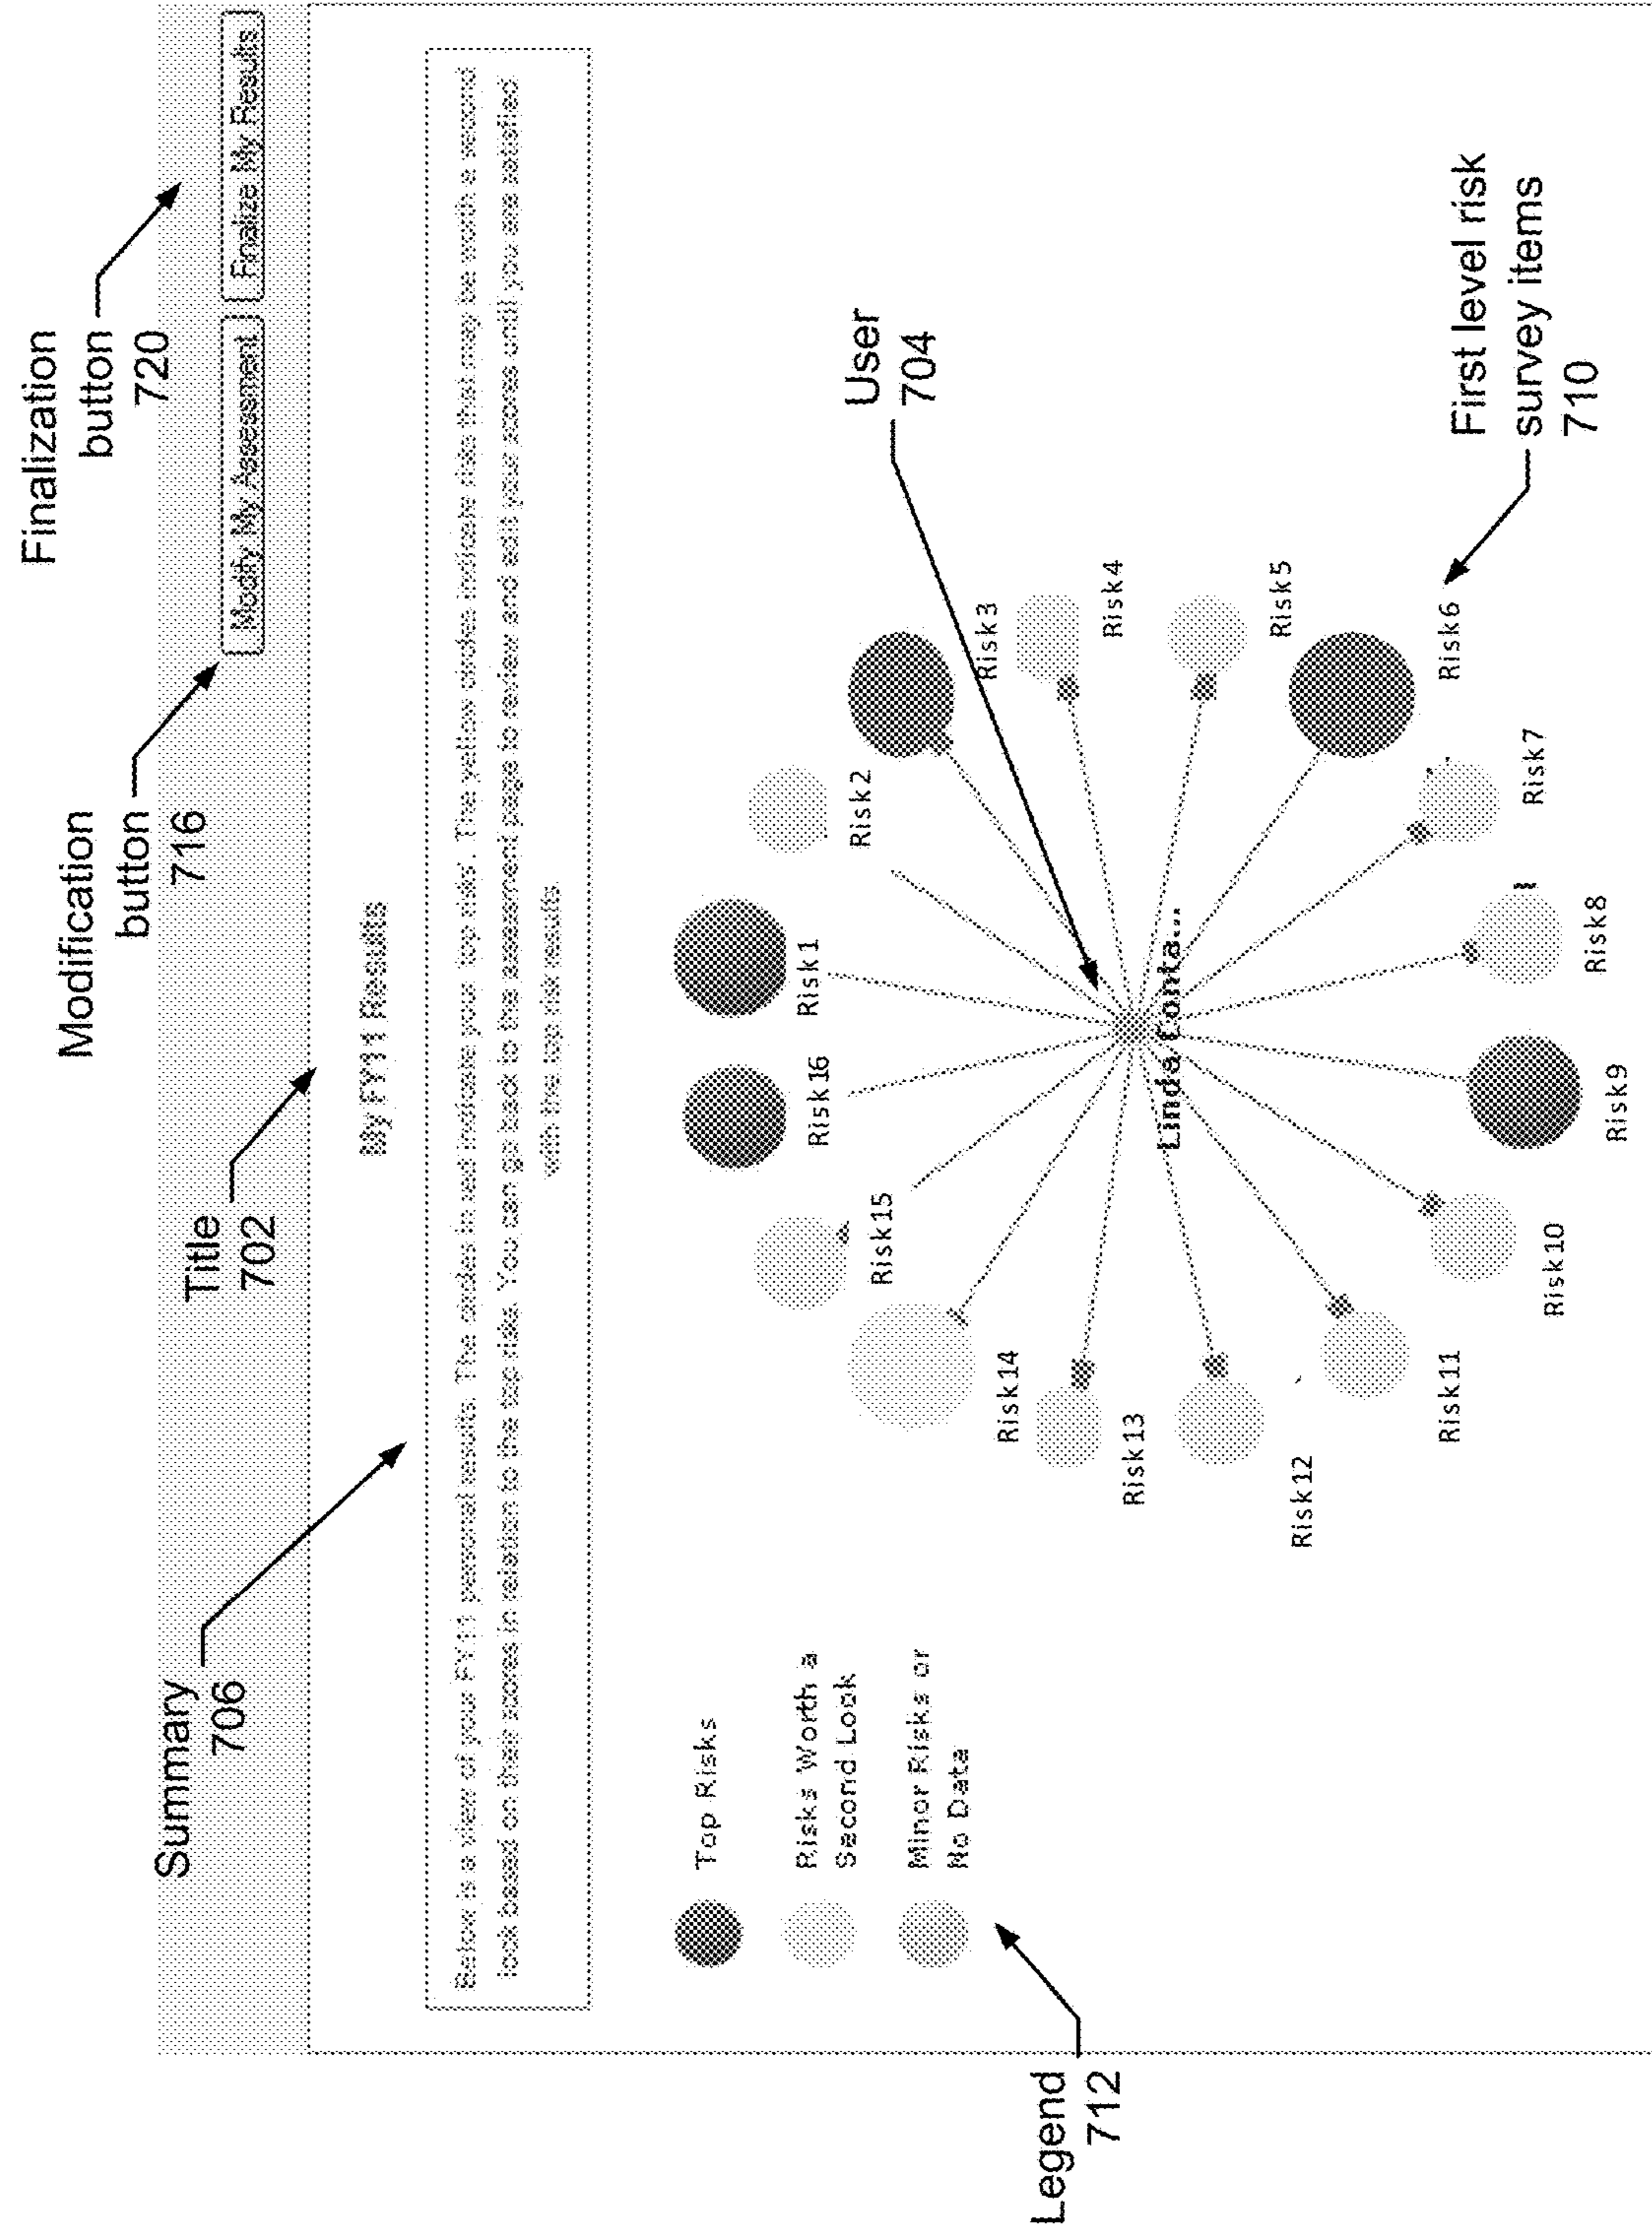 Finalization
button
720
Modification
button
716
Title
702
Summary
706
Modify My Assessment
Finalize My Results
My FY11 Results
Below is a view of your FY11 personal results. The circles in red indicate your 'top risks'. The yellow circles indicate risks that may be worth a second
look based on their scores in relation to the top risks. You can go back to the assessment page to review and edit your scores until you are satisfied
with the top risk results.
Top Risks
Risks Worth a
Second Look
Minor Risks or
No Data
Legend
712
User
704
First level risk
survey items
710
Risk1
Risk2
Risk3
Risk4
Risk5
Risk6
Risk7
Risk8
Risk9
Risk10
Risk11
Risk12
Risk13
Risk14
Risk15
Risk16
Linda Conta...